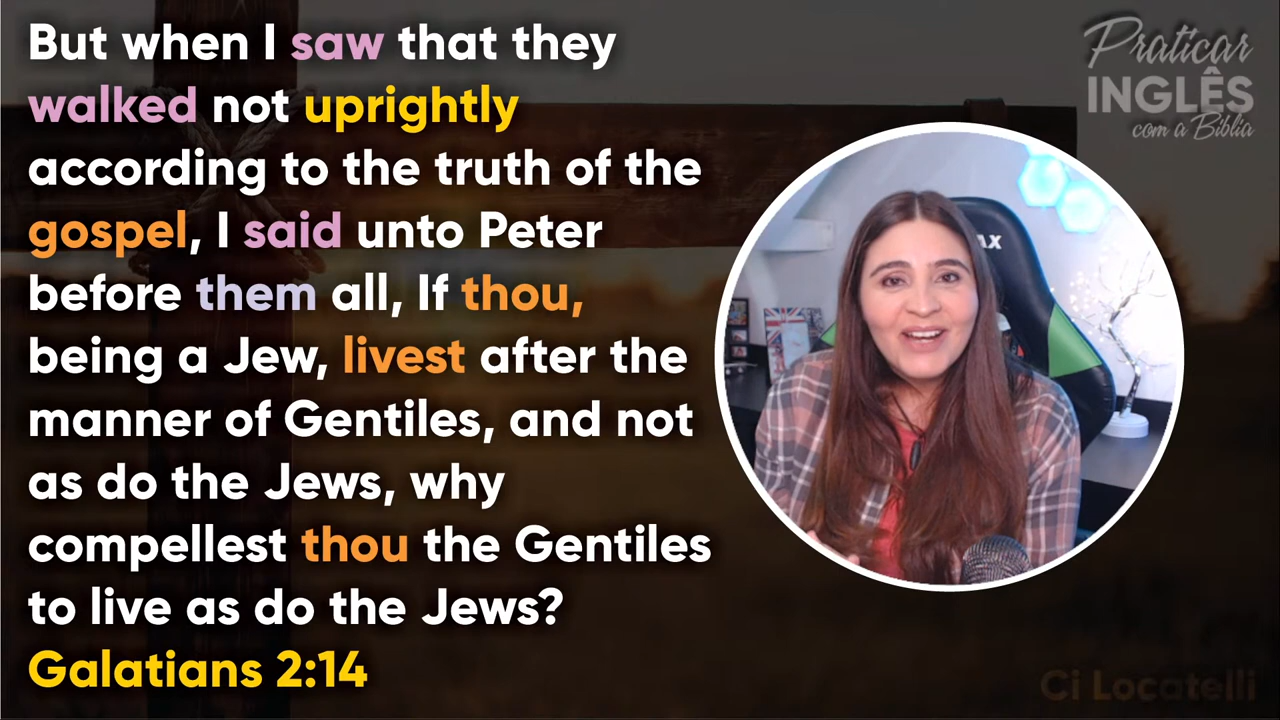 But when I saw that they
walked not uprightly
according to the truth of the
gospel, I said unto Peter
before them all, If thou,
being a Jew, livest after the
manner of Gentiles, and not
as do the Jews, why
compellest thou the Gentiles
to live as do the Jews?
Galatians 2:14
Praticar
INGLÊS
com a Bíblia
AX
Ci Locatelli